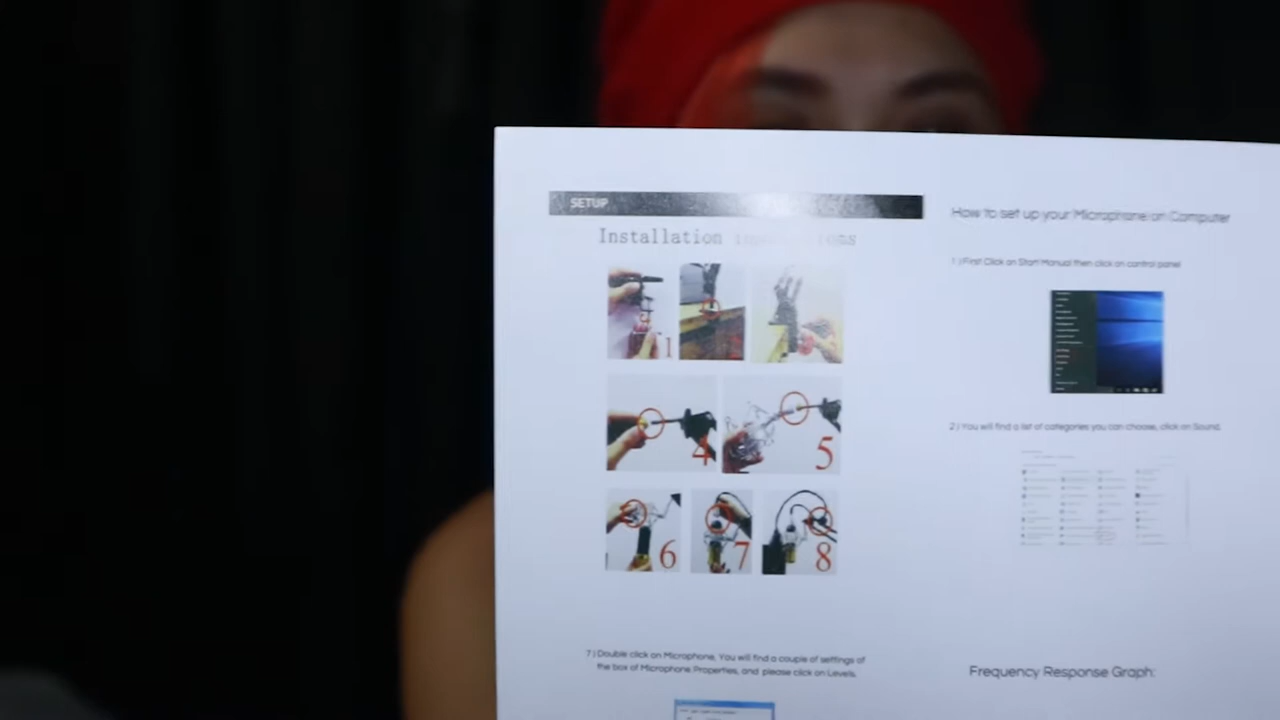 SETUP
Installation
1
4
5
6
7
8
7 ) Double click on Microphone, You will find a couple of settings of
the box of Microphone Properties, and please click on Levels.
How to set up your Microphone on Computer
1 ) First Click on Start Manual then click on control panel
2 ) You will find a list of categories you can choose, click on Sound.
Frequency Response Graph: